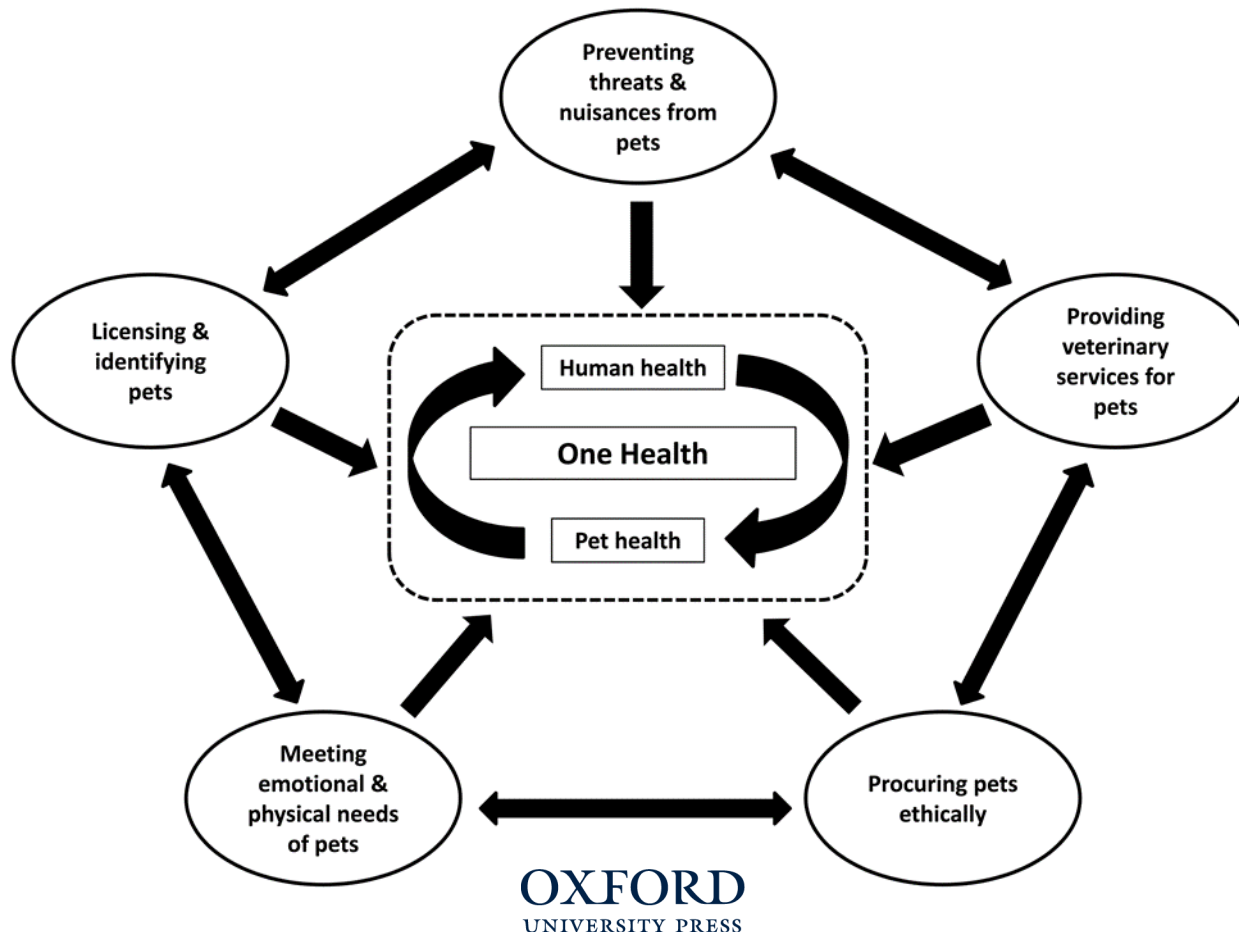 Preventing
threats &
nuisances from
pets
Licensing &
identifying
pets
Providing
veterinary
services for
pets
Human health
One Health
Pet health
Meeting
emotional &
physical needs
of pets
Procuring pets
ethically
OXFORD
UNIVERSITY PRESS